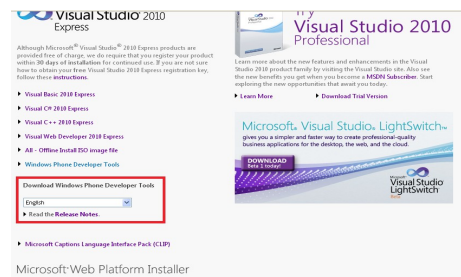 Visual Studio® 2010
Express
Although Microsoft® Visual Studio® 2010 Express products are
provided free of charge, we do require that you register your product
within 30 days of installation for continued use. If you are not sure
how to obtain your free Visual Studio 2010 Express registration key,
follow these instructions.
Visual Basic 2010 Express
Visual C# 2010 Express
Visual C++ 2010 Express
Visual Web Developer 2010 Express
All - Offline Install ISO image file
Windows Phone Developer Tools
Download Windows Phone Developer Tools
English
Read the Release Notes.
Microsoft Captions Language Interface Pack (CLIP)
Microsoft® Web Platform Installer
Try
Visual Studio 2010
Professional
Learn more about the new features and enhancements in the Visual
Studio 2010 product family by visiting the Visual Studio site. Also see
the new benefits you get when you become a MSDN Subscriber. Start
exploring the new opportunities that await you today.
Learn More
Download Trial Version
Microsoft® Visual Studio® LightSwitch™
gives you a simpler and faster way to create professional-quality
business applications for the desktop, the web, and the cloud.
DOWNLOAD
Beta 1 today!
Microsoft®
Visual Studio
LightSwitch
Beta